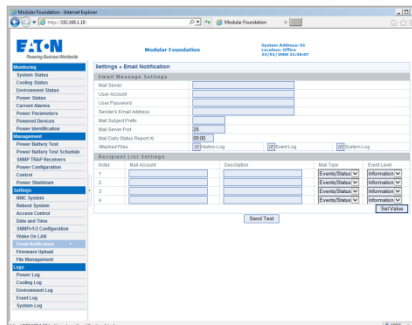 Modular Foundation - Internet Explorer
http://192.168.1.18/
Modular Foundation
EATON
Powering Business Worldwide
Modular Foundation
System Address: 51
Location: Office
Monitoring
System Status
Cooling Status
Environment Status
Power Status
Current Alarms
Power Parameters
Powered Devices
Power Identification
Management
Power Battery Test
Power Battery Test Schedule
SNMP TRAP Receivers
Power Configuration
Control
Power Shutdown
Settings
NMC System
Reboot System
Access Control
Date and Time
SNMPv1/2 Configuration
Wake On LAN
Email Notification
Firmware Upload
File Management
Logs
Power Log
Cooling Log
Environment Log
Event Log
System Log
Settings » Email Notification
Email Message Settings
Mail Server
User Account
User Password
Sender's Email Address
Mail Subject Prefix
Mail Server Port 25
Mail Daily Status Report At 00:00
Attached Files History Log Event Log System Log
Recipient List Settings
Index Mail Account Description Mail Type Event Level
1 Events/Status Information
2 Events/Status Information
3 Events/Status Information
4 Events/Status Information
Set Value
Send Test